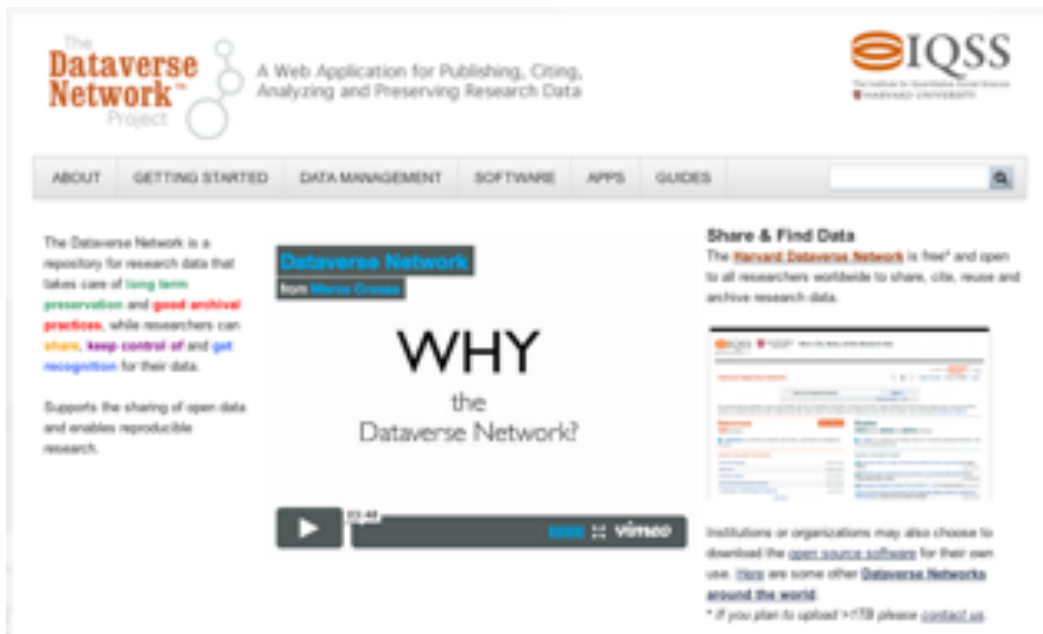 The
Dataverse
Network™
Project
A Web Application for Publishing, Citing,
Analyzing and Preserving Research Data
IQSS
The Institute for Quantitative Social Science
HARVARD UNIVERSITY
ABOUT GETTING STARTED DATA MANAGEMENT SOFTWARE APPS GUIDES
The Dataverse Network is a
repository for research data that
takes care of long term
preservation and good archival
practices, while researchers can
share, keep control of and get
recognition for their data.
Supports the sharing of open data
and enables reproducible
research.
Dataverse Network
from Merce Crosas
WHY
the
Dataverse Network?
03:48
vimeo
Share & Find Data
The Harvard Dataverse Network is free* and open
to all researchers worldwide to share, cite, reuse and
archive research data.
IQSS
Institutions or organizations may also choose to
download the open source software for their own
use. Here are some other Dataverse Networks
around the world.
* If you plan to upload >1TB please contact us.